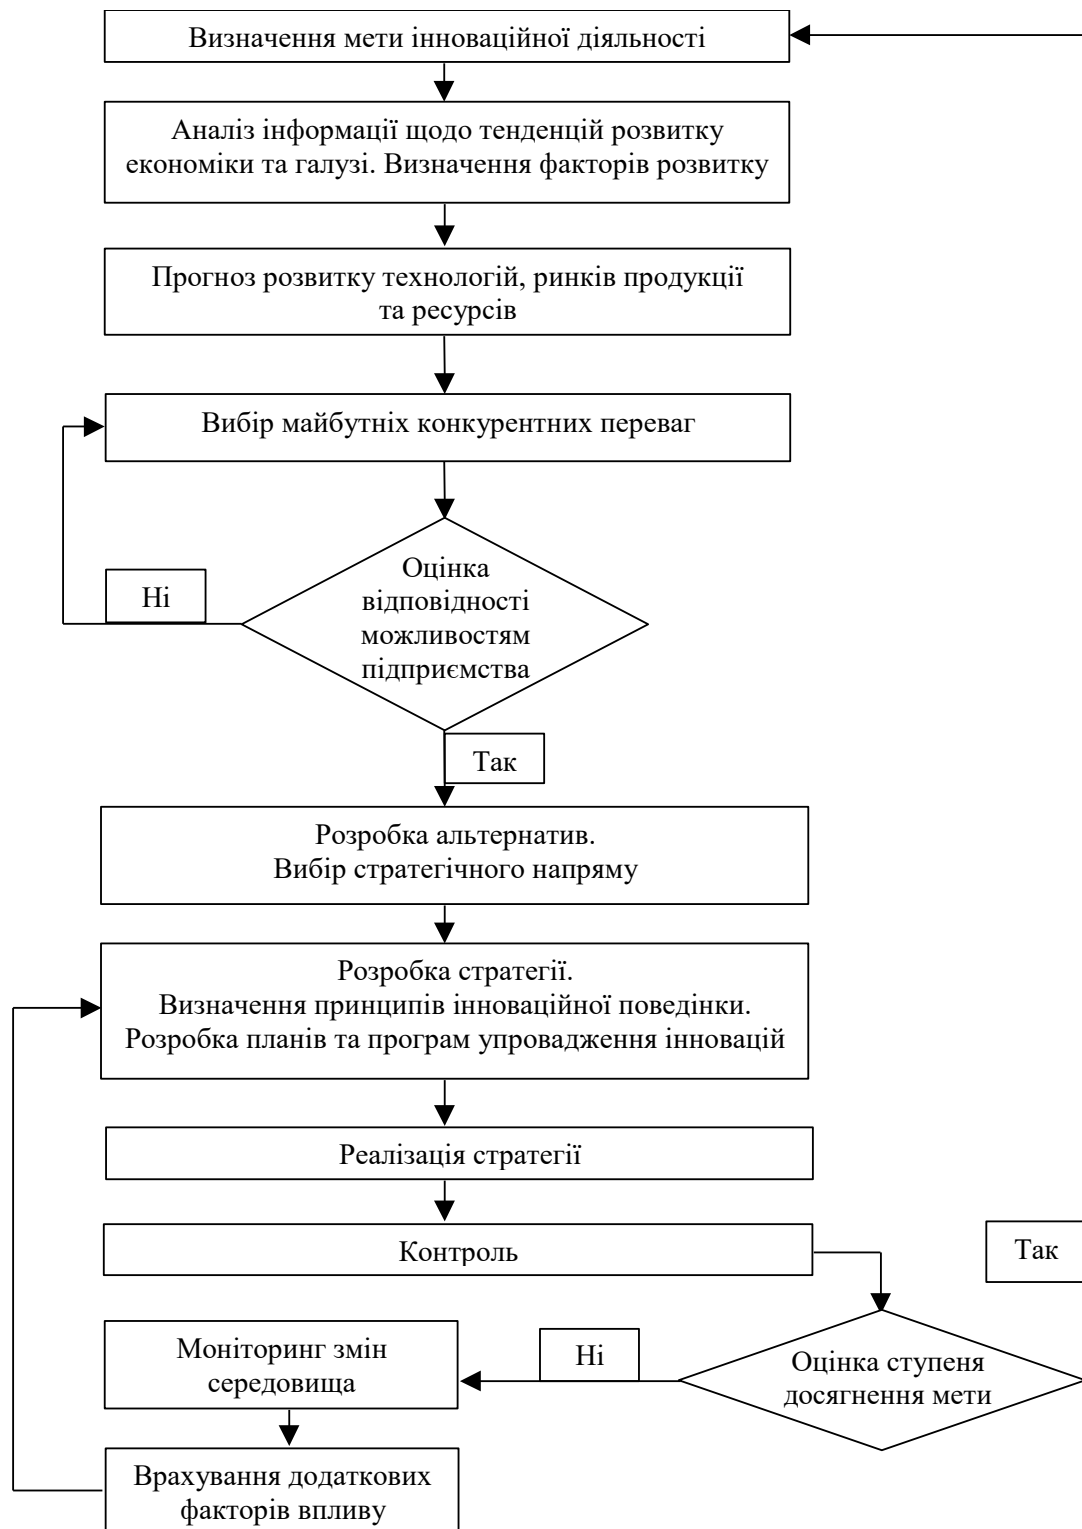 Визначення мети інноваційної діяльності
Аналіз інформації щодо тенденцій розвитку
економіки та галузі. Визначення факторів розвитку
Прогноз розвитку технологій, ринків продукції
та ресурсів
Вибір майбутніх конкурентних переваг
Оцінка
відповідності
можливостям
підприємства
Ні
Так
Розробка альтернатив.
Вибір стратегічного напряму
Розробка стратегії.
Визначення принципів інноваційної поведінки.
Розробка планів та програм упровадження інновацій
Реалізація стратегії
Контроль
Так
Оцінка ступеня
досягнення мети
Ні
Моніторинг змін
середовища
Врахування додаткових
факторів впливу